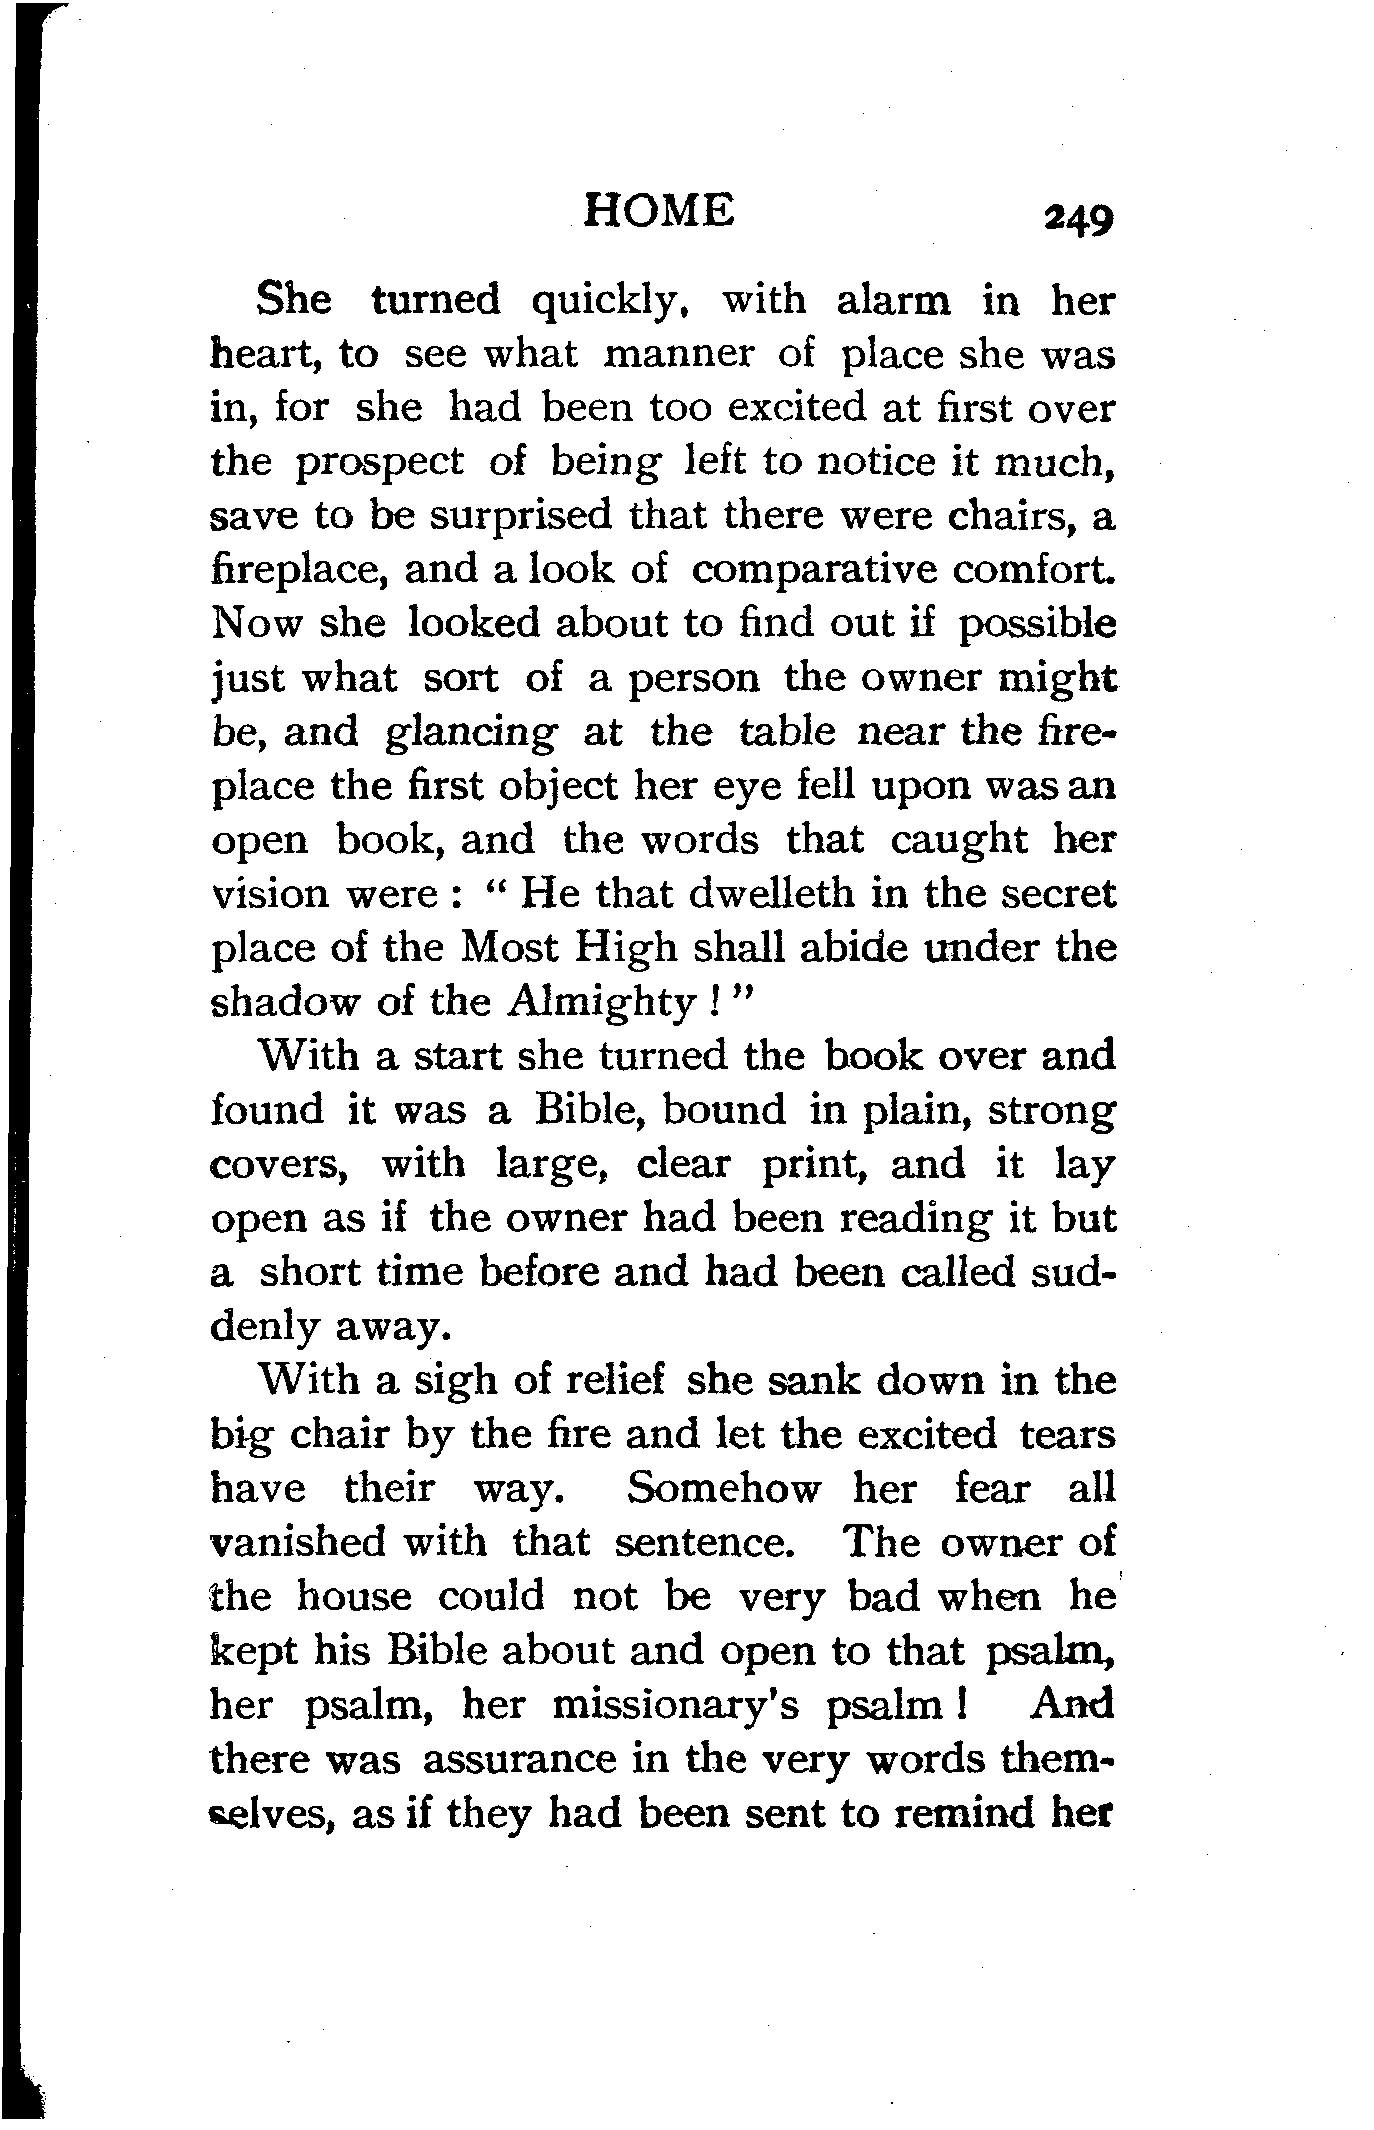 HOME 249
She turned quickly, with alarm in her
heart, to see what manner of place she was
in, for she had been too excited at first over
the prospect of being left to notice it much,
save to be surprised that there were chairs, a
fireplace, and a look of comparative comfort.
Now she looked about to find out if possible
just what sort of a person the owner might
be, and glancing at the table near the fire-
place the first object her eye fell upon was an
open book, and the words that caught her
vision were : “ He that dwelleth in the secret
place of the Most High shall abide under the
shadow of the Almighty ! ”
With a start she turned the book over and
found it was a Bible, bound in plain, strong
covers, with large, clear print, and it lay
open as if the owner had been reading it but
a short time before and had been called sud-
denly away.
With a sigh of relief she sank down in the
big chair by the fire and let the excited tears
have their way. Somehow her fear all
vanished with that sentence. The owner of
the house could not be very bad when he
kept his Bible about and open to that psalm,
her psalm, her missionary's psalm ! And
there was assurance in the very words them-
selves, as if they had been sent to remind her